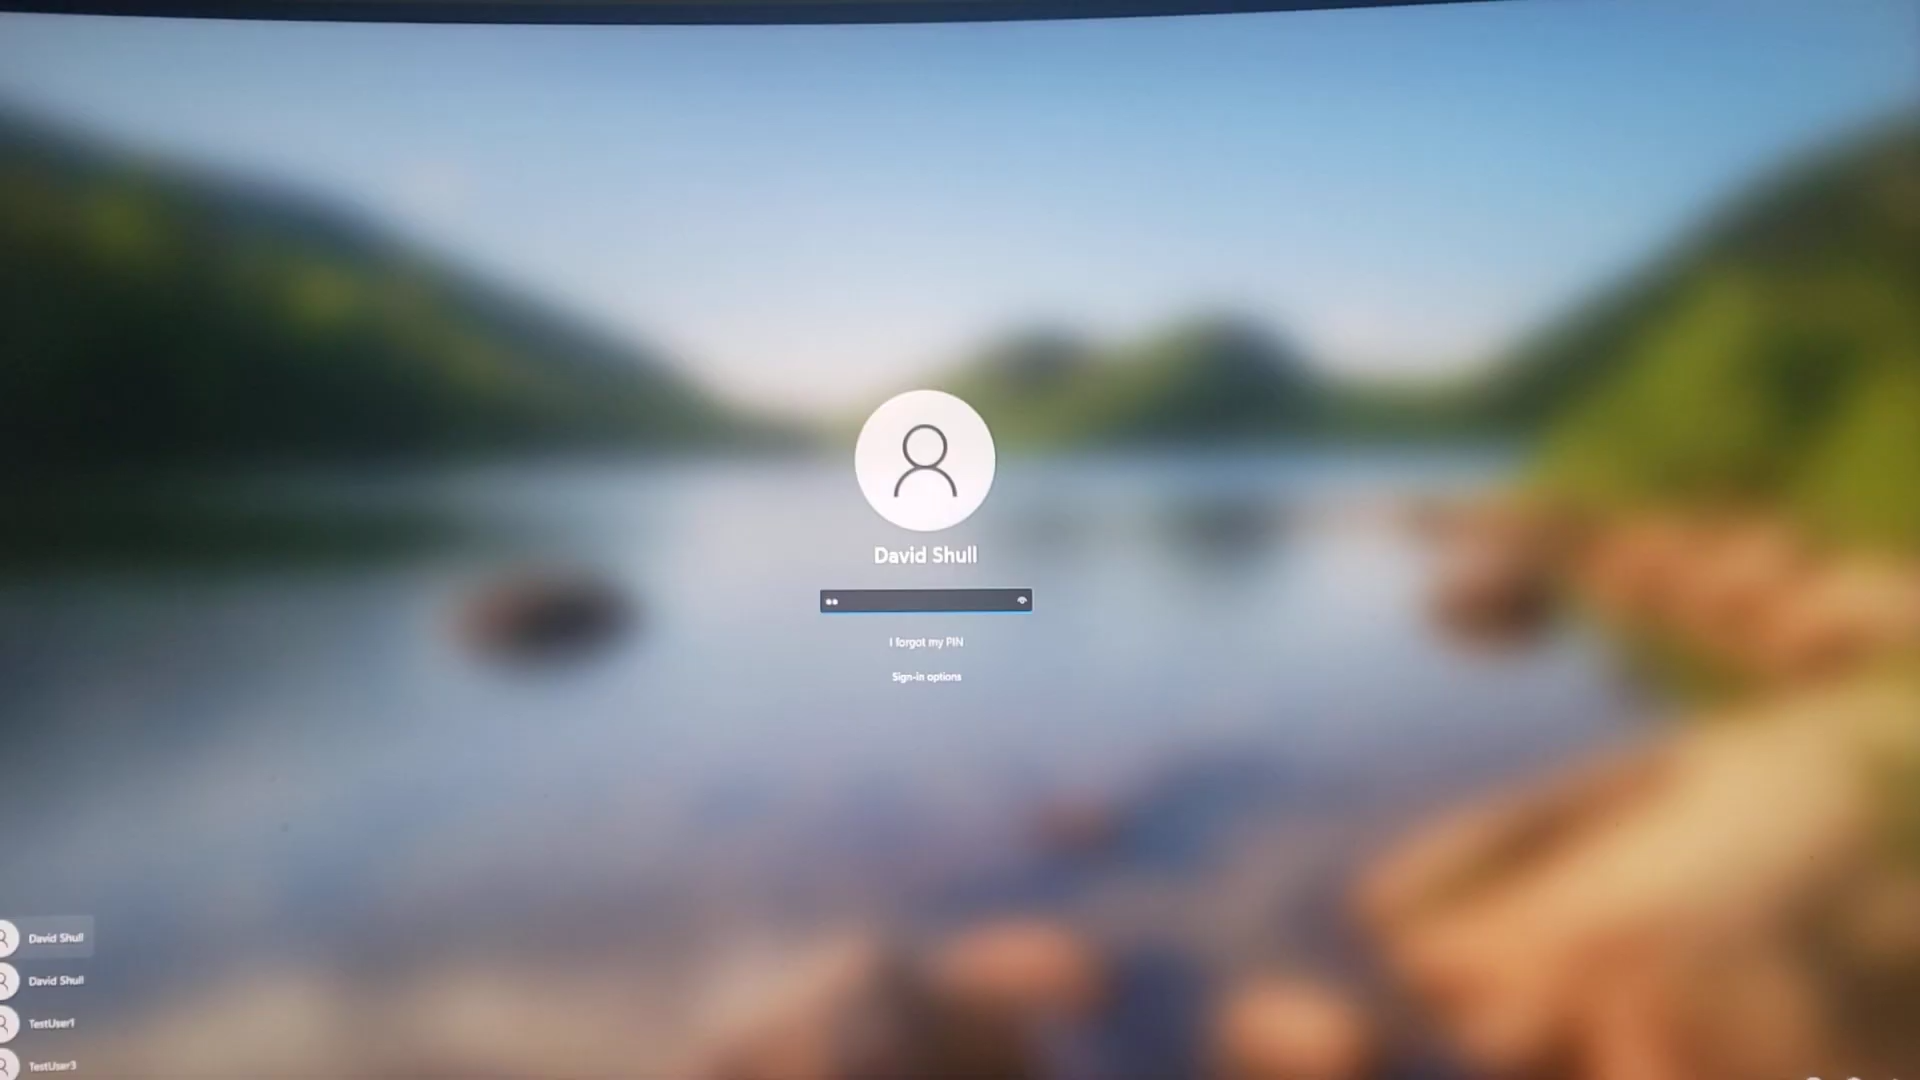 David Shull
I forgot my PIN
Sign-in options
David Shull
David Shull
TestUser1
TestUser3